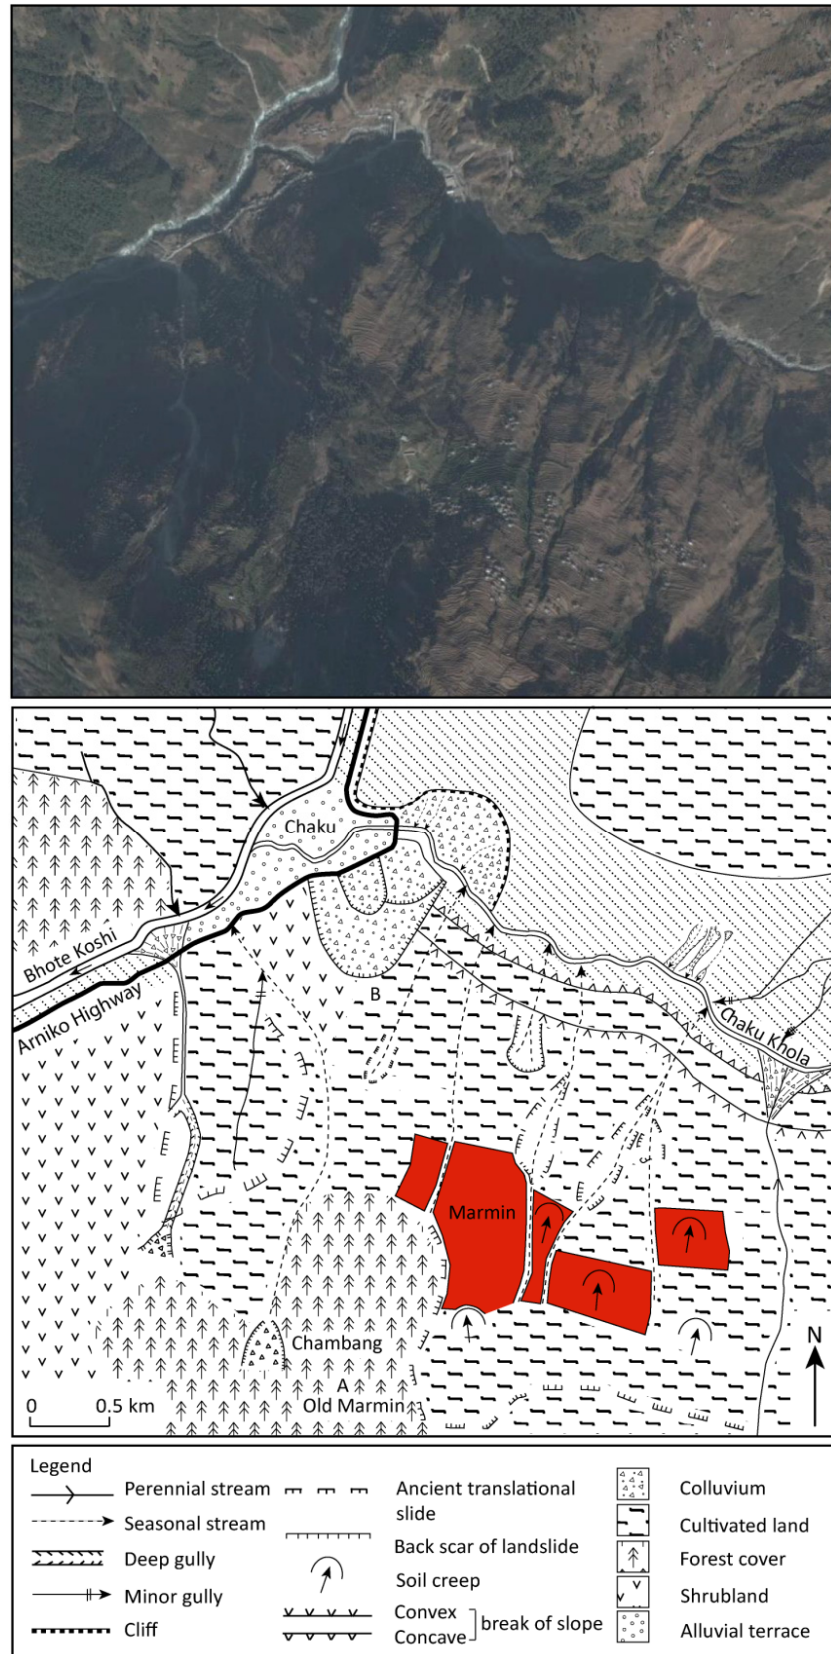 Chaku
Bhote Koshi
B
Arniko Highway
Chaku Khola
Marmin
Chambang
A
Old Marmin
N
0 0.5 km
Legend
Perennial stream
Seasonal stream
Deep gully
Minor gully
Cliff
Ancient translational
slide
Back scar of landslide
Soil creep
Convex
Concave
break of slope
Colluvium
Cultivated land
Forest cover
Shrubland
Alluvial terrace